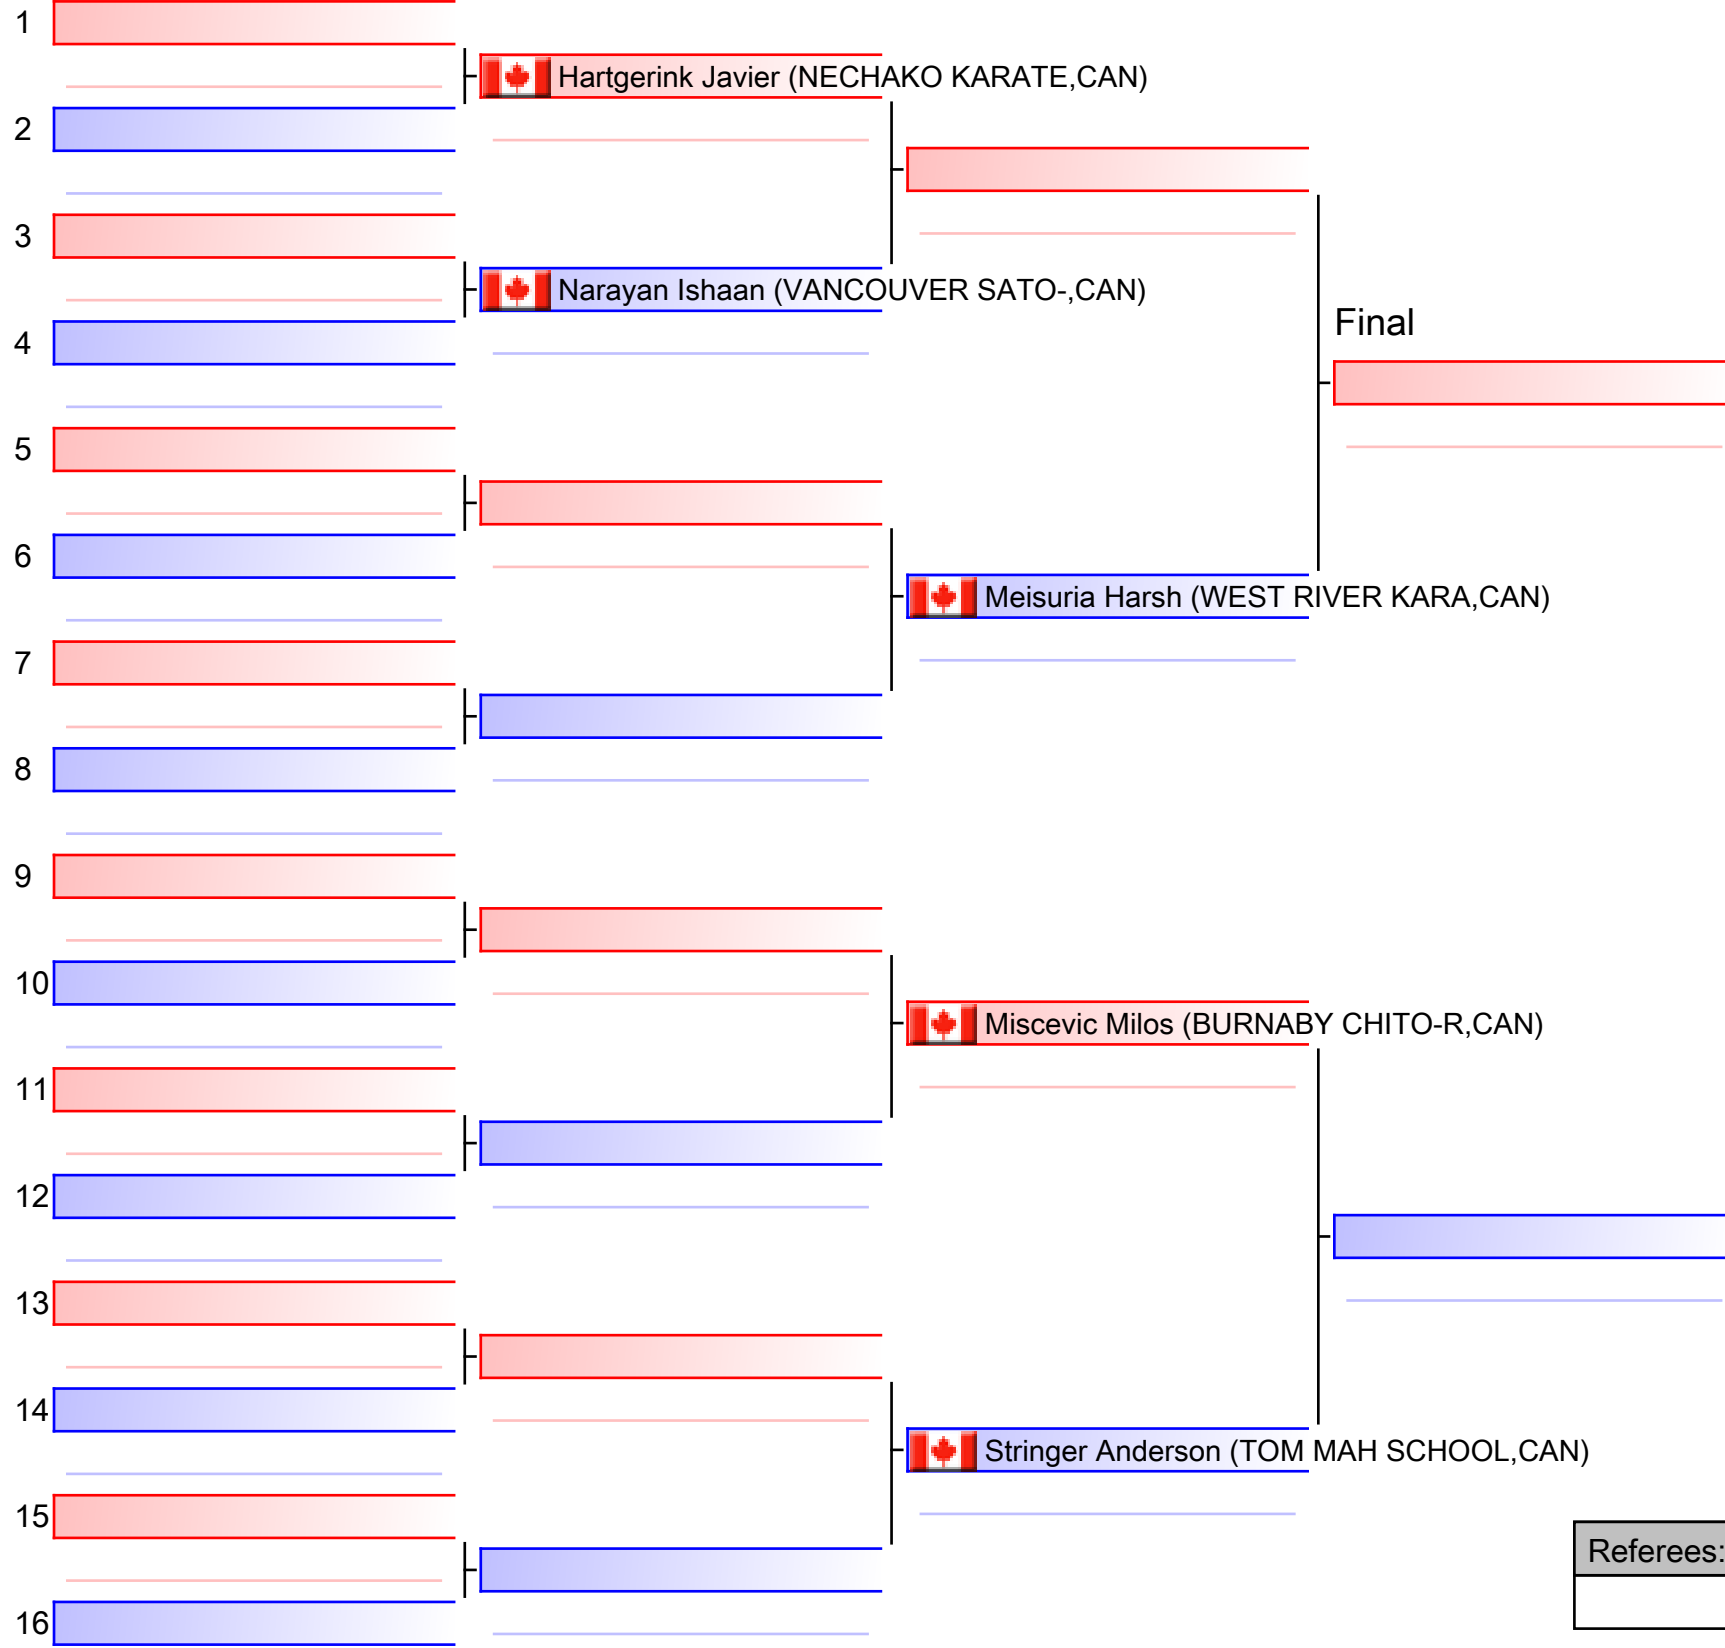 1
Hartgerink Javier (NECHAKO KARATE,CAN)
2
3
Narayan Ishaan (VANCOUVER SATO-,CAN)
4
Final
5
6
Meisuria Harsh (WEST RIVER KARA,CAN)
7
8
9
10
Miscevic Milos (BURNABY CHITO-R,CAN)
11
12
13
14
Stringer Anderson (TOM MAH SCHOOL,CAN)
15
Referees:
16